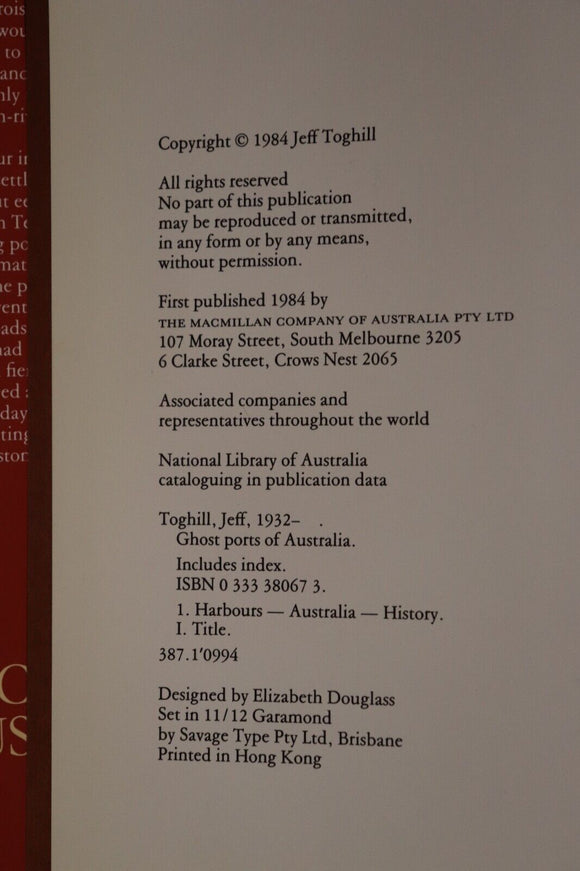 Copyright © 1984 Jeff Toghill
All rights reserved
No part of this publication
may be reproduced or transmitted,
in any form or by any means,
without permission.
First published 1984 by
THE MACMILLAN COMPANY OF AUSTRALIA PTY LTD
107 Moray Street, South Melbourne 3205
6 Clarke Street, Crows Nest 2065
Associated companies and
representatives throughout the world
National Library of Australia
cataloguing in publication data
Toghill, Jeff, 1932– .
Ghost ports of Australia.
Includes index.
ISBN 0 333 38067 3.
1. Harbours — Australia — History.
I. Title.
387.1′0994
Designed by Elizabeth Douglass
Set in 11/12 Garamond
by Savage Type Pty Ltd, Brisbane
Printed in Hong Kong